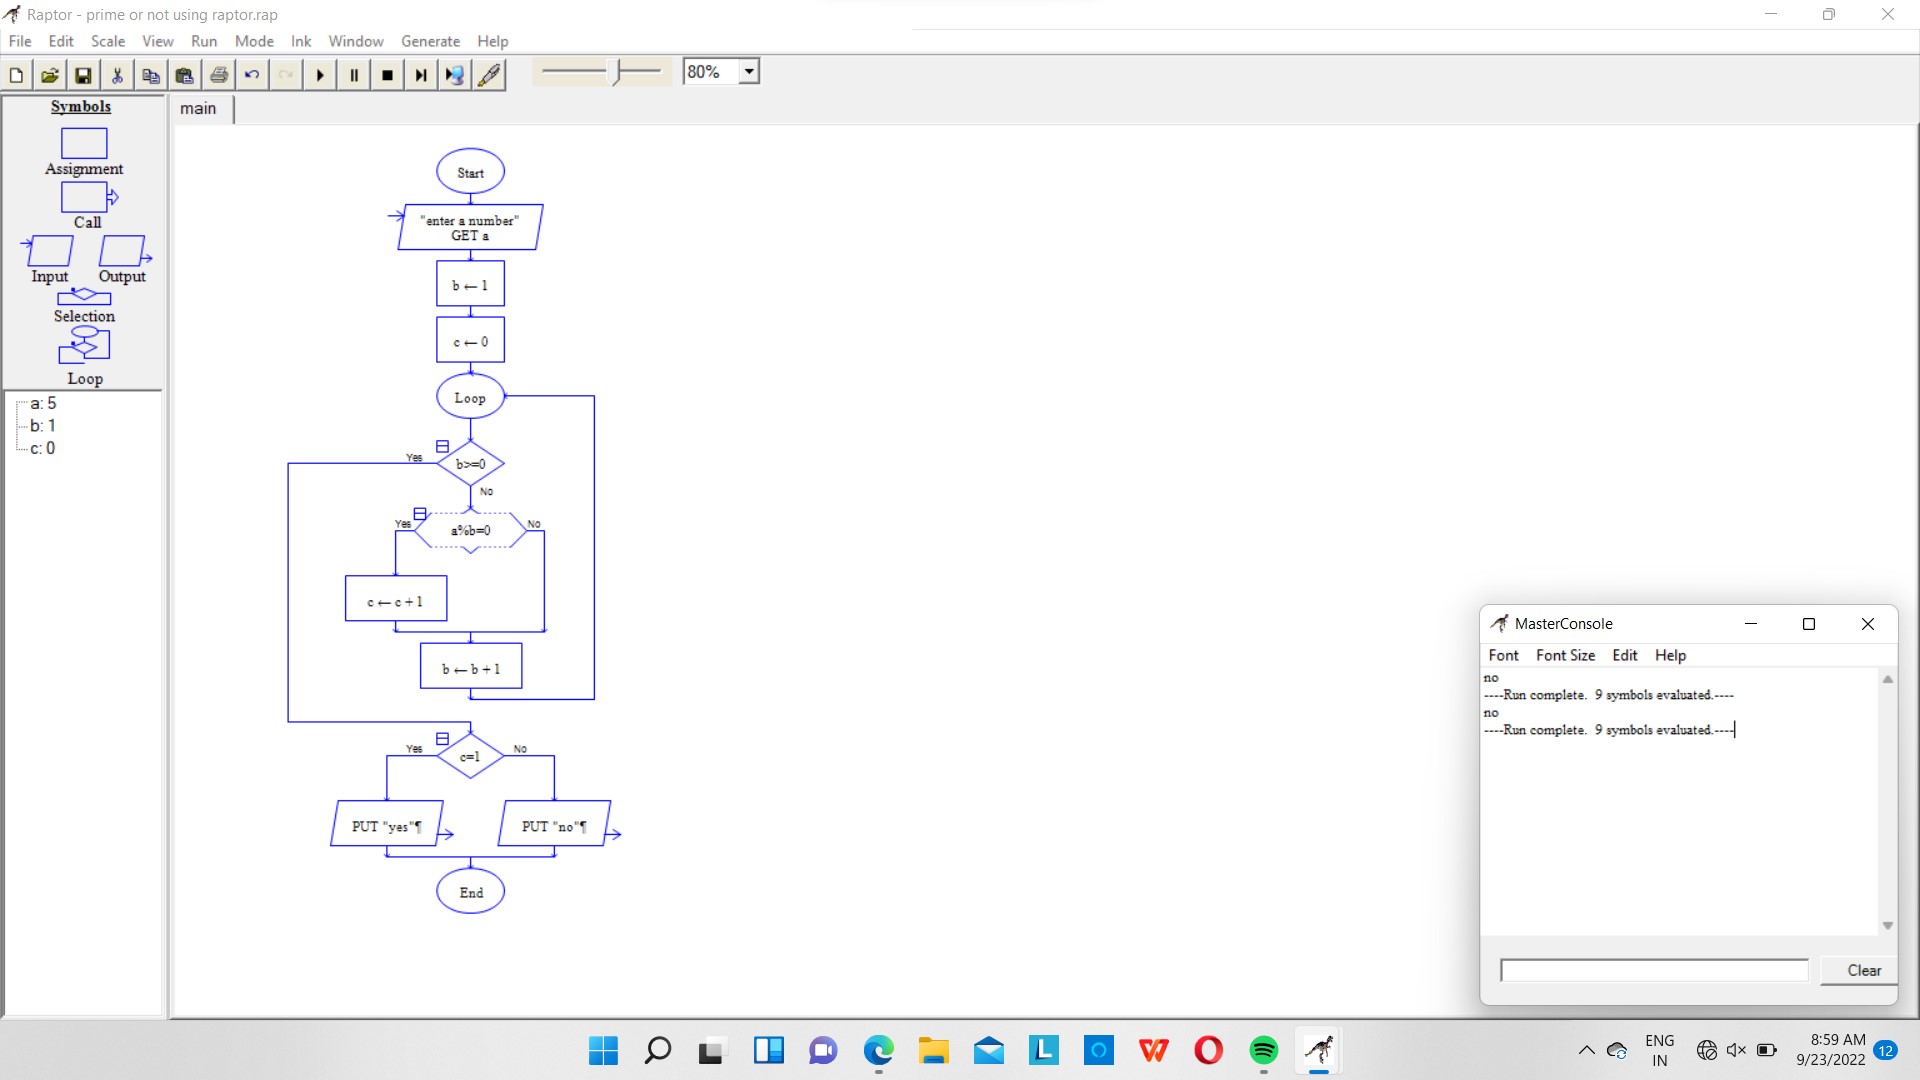 Raptor - prime or not using raptor.rap
File Edit Scale View Run Mode Ink Window Generate Help
80%
Symbols
Assignment
Call
Input Output
Selection
Loop
a: 5
b: 1
c: 0
main
Start
"enter a number"
GET a
b ← 1
c ← 0
Loop
b>=0
Yes
No
a%b=0
Yes
No
c ← c + 1
b ← b + 1
c=1
Yes
No
PUT "yes"¶
PUT "no"¶
End
MasterConsole
Font Font Size Edit Help
no
----Run complete. 9 symbols evaluated.----
no
----Run complete. 9 symbols evaluated.----
Clear
ENG
IN
8:59 AM
9/23/2022
12